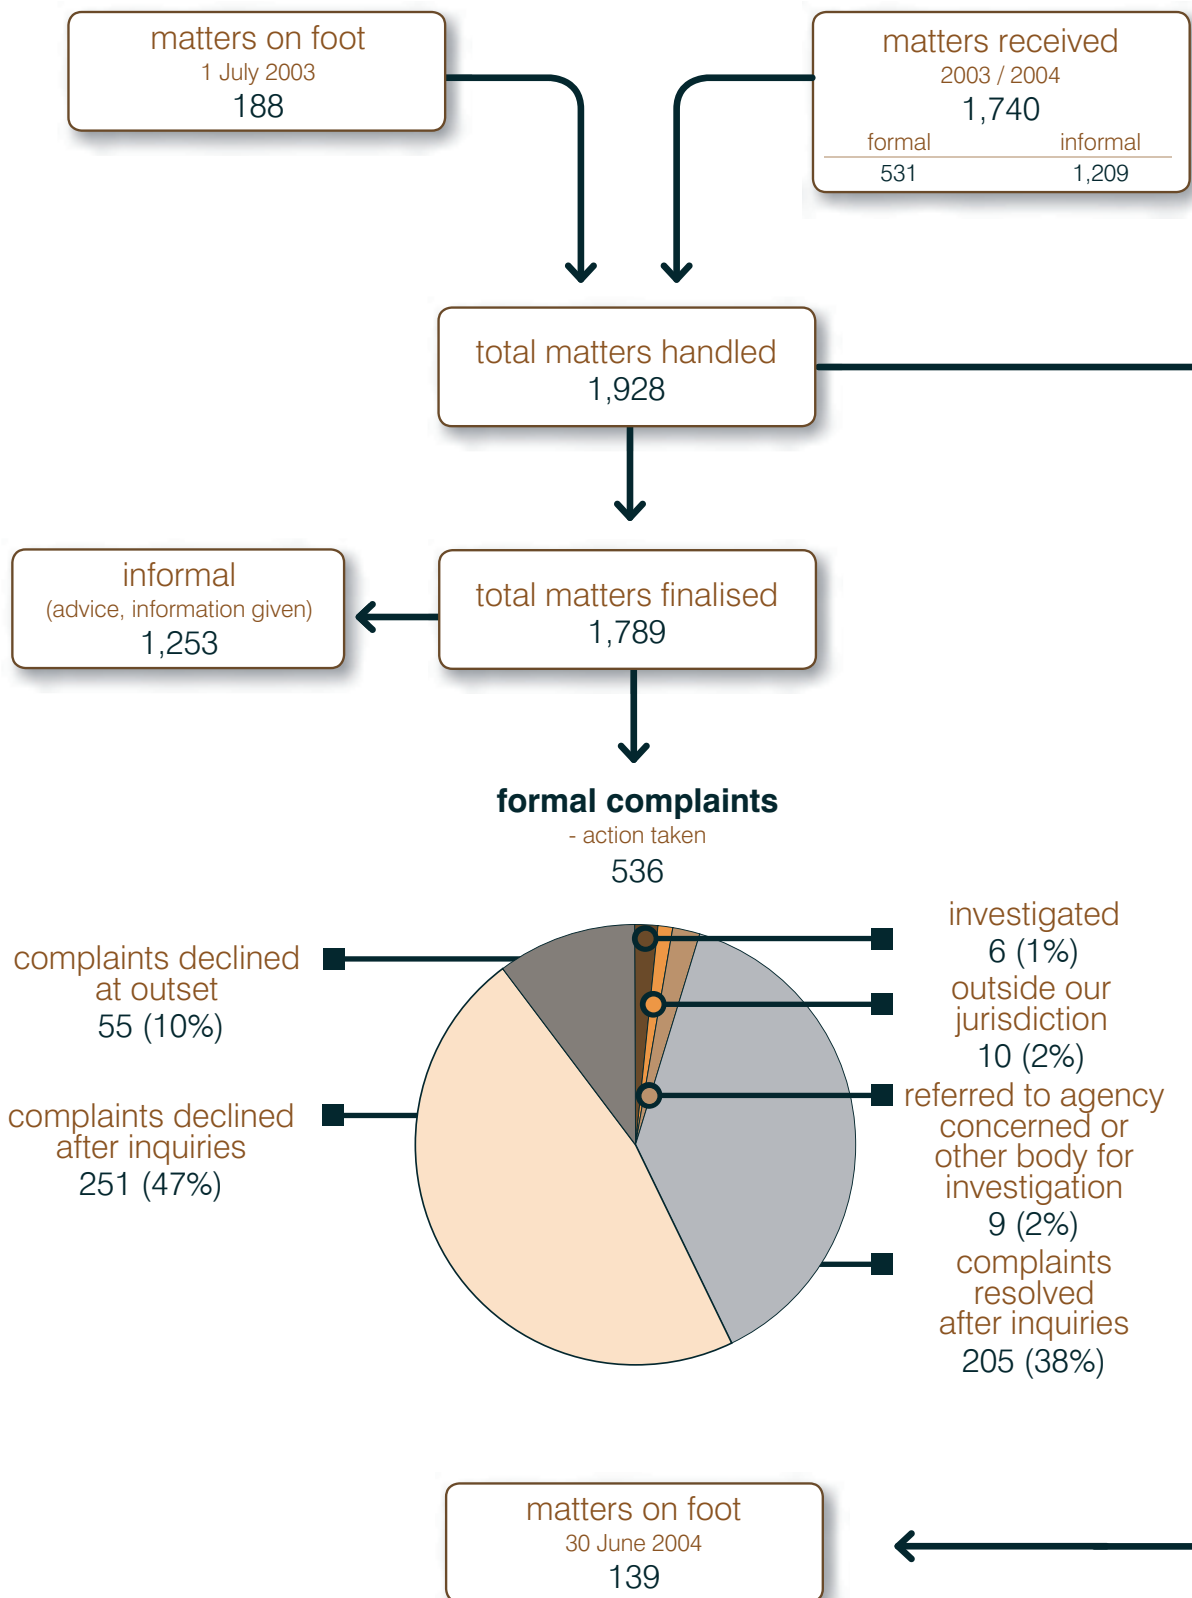 matters on foot
1 July 2003
188
matters received
2003 / 2004
1,740
formal informal
531 1,209
total matters handled
1,928
informal
(advice, information given)
1,253
total matters finalised
1,789
formal complaints
- action taken
536
complaints declined
at outset
55 (10%)
complaints declined
after inquiries
251 (47%)
investigated
6 (1%)
outside our
jurisdiction
10 (2%)
referred to agency
concerned or
other body for
investigation
9 (2%)
complaints
resolved
after inquiries
205 (38%)
matters on foot
30 June 2004
139